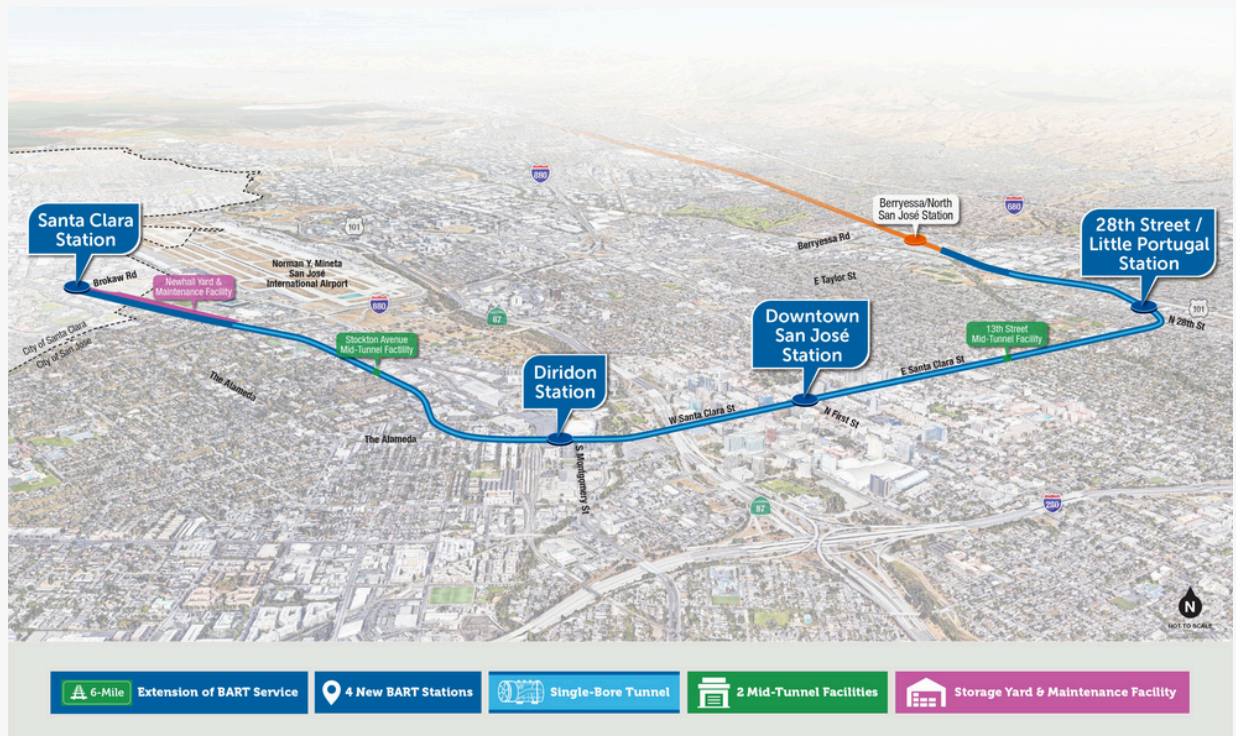 880
680
Berryessa/North
San José Station
28th Street /
Little Portugal
Station
Santa Clara
Station
101
Berryessa Rd
Norman Y. Mineta
San José
International Airport
E Taylor St
Brokaw Rd
Newhall Yard &
Maintenance Facility
880
87
101
N 28th St
Downtown
San José
Station
13th Street
Mid-Tunnel Facility
City of Santa Clara
City of San Jose
Stockton Avenue
Mid-Tunnel Facttility
Diridon
Station
E Santa Clara St
The Alameda
W Santa Clara St
N First St
The Alameda
S Montgomery St
87
280
N
NOT TO SCALE
6-Mile Extension of BART Service
4 New BART Stations
Single-Bore Tunnel
2 Mid-Tunnel Facilities
Storage Yard & Maintenance Facility